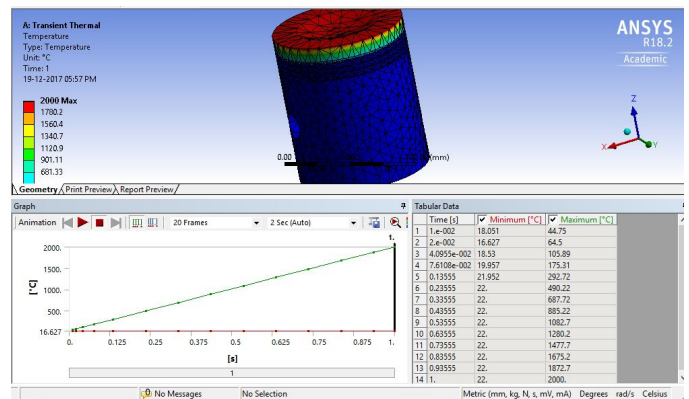 A: Transient Thermal
Temperature
Type: Temperature
Unit: °C
Time: 1
19-12-2017 05:57 PM
2000 Max
1780.2
1560.4
1340.7
1120.9
901.11
681.33
ANSYS
R18.2
Academic
0.00
(mm)
Z
X
Y
Geometry Print Preview Report Preview
Graph
Animation 20 Frames 2 Sec (Auto)
1.
2000.
1500.
1000.
500.
16.627
[°C]
0. 0.125 0.25 0.375 0.5 0.625 0.75 0.875 1.
[s]
1
Tabular Data
Time [s] Minimum [°C] Maximum [°C]
1 1.e-002 18.051 44.75
2 2.e-002 16.627 64.5
3 4.0955e-002 18.53 105.89
4 7.6108e-002 19.957 175.31
5 0.13555 21.952 292.72
6 0.23555 22. 490.22
7 0.33555 22. 687.72
8 0.43555 22. 885.22
9 0.53555 22. 1082.7
10 0.63555 22. 1280.2
11 0.73555 22. 1477.7
12 0.83555 22. 1675.2
13 0.93555 22. 1872.7
14 1. 22. 2000.
No Messages No Selection Metric (mm, kg, N, s, mV, mA) Degrees rad/s Celsius